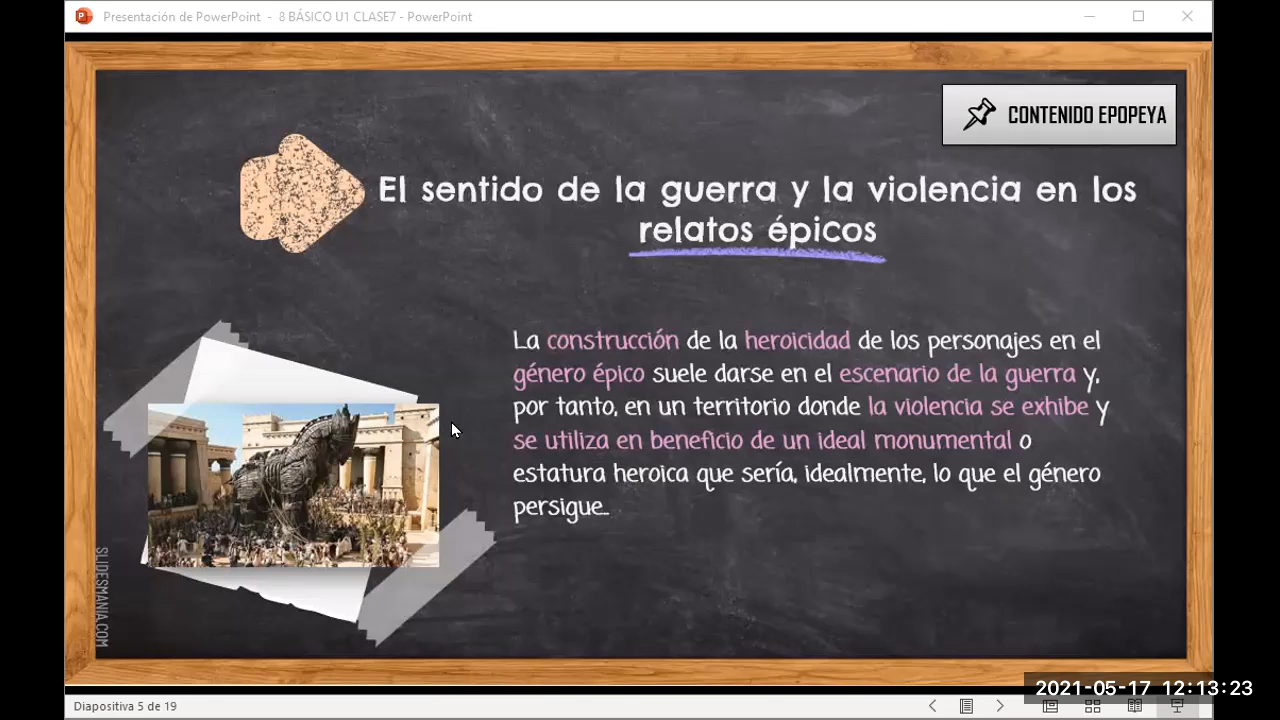 Presentación de PowerPoint - 8 BÁSICO U1 CLASE7 - PowerPoint
CONTENIDO EPOPEYA
El sentido de la guerra y la violencia en los
relatos épicos
La construcción de la heroicidad de los personajes en el
género épico suele darse en el escenario de la guerra y,
por tanto, en un territorio donde la violencia se exhibe y
se utiliza en beneficio de un ideal monumental o
estatura heroica que sería, idealmente, lo que el género
persigue...
SLIDESMANIA.COM
2021-05-17 12:13:23
Diapositiva 5 de 19